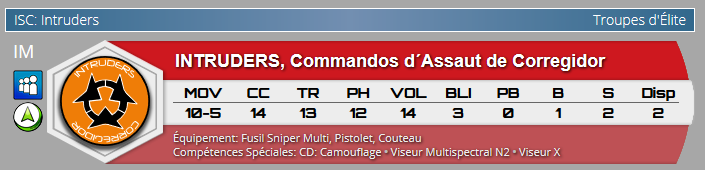 ISC: Intruders
Troupes d'Élite
IM
INTRUDERS
CORREGIDOR
INTRUDERS, Commandos d´Assaut de Corregidor
MOV CC TR PH VOL BLI PB B S Disp
10-5 14 13 12 14 3 0 1 2 2
Équipement: Fusil Sniper Multi, Pistolet, Couteau
Compétences Spéciales: CD: Camouflage • Viseur Multispectral N2 • Viseur X